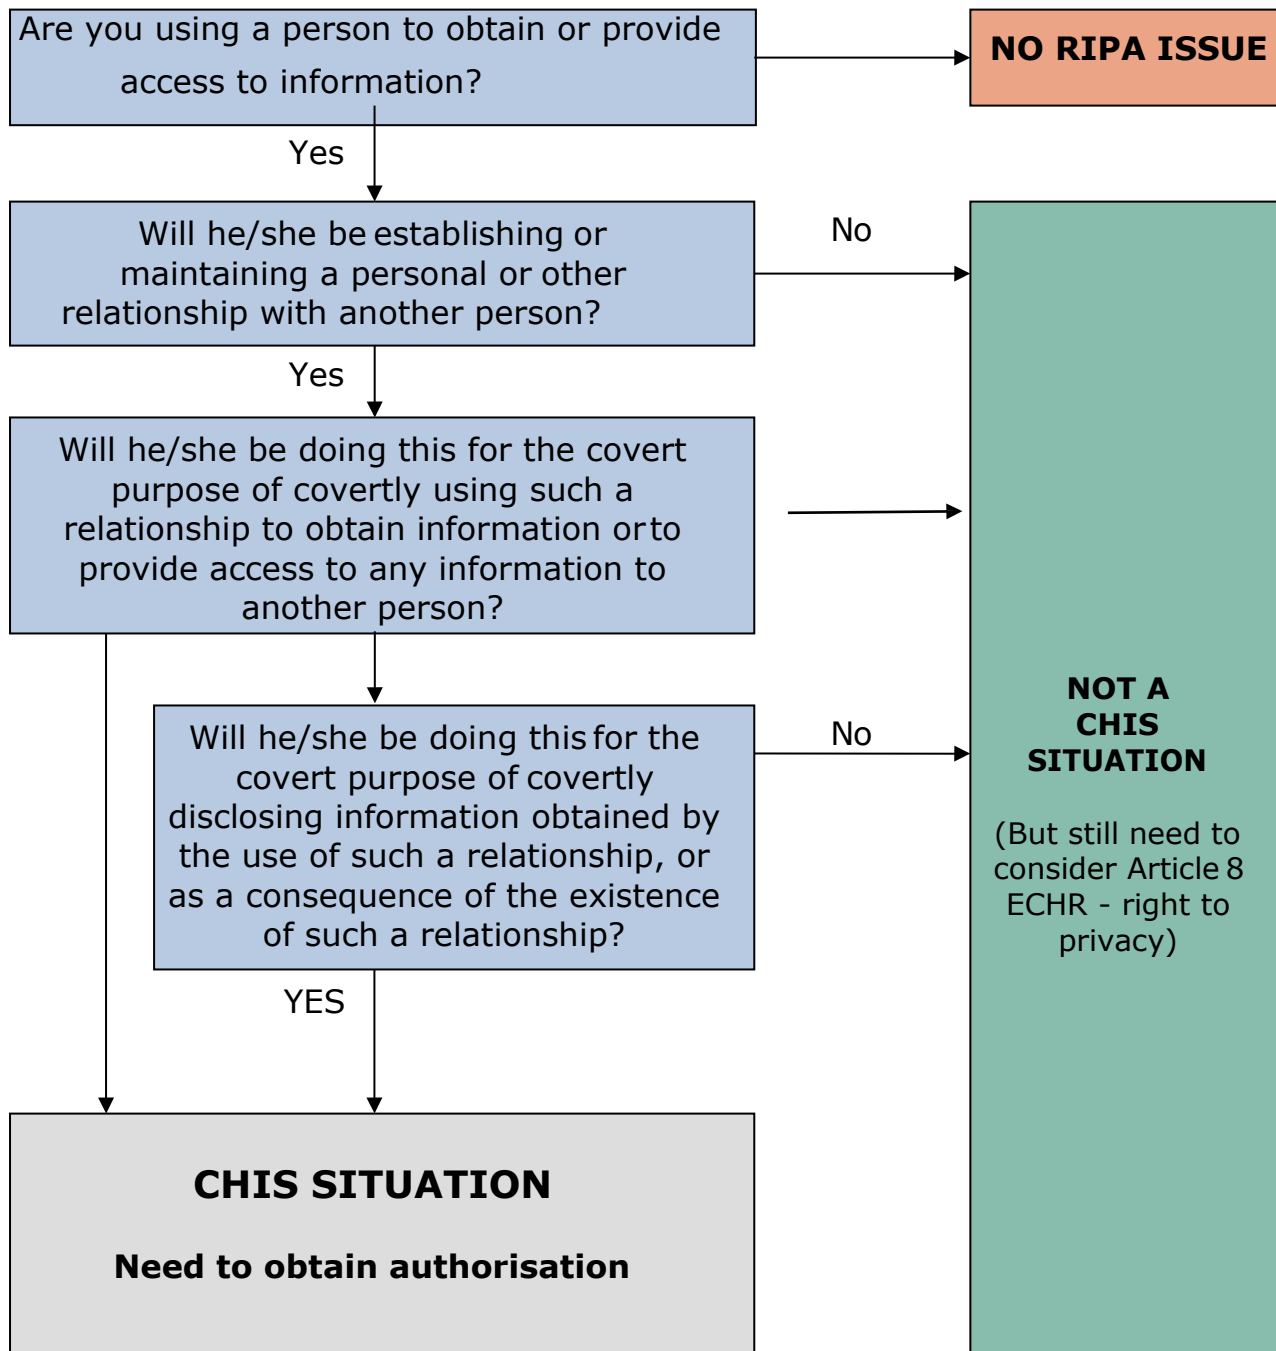 Are you using a person to obtain or provide
access to information?
NO RIPA ISSUE
Yes
Will he/she be establishing or
maintaining a personal or other
relationship with another person?
No
Yes
Will he/she be doing this for the covert
purpose of covertly using such a
relationship to obtain information or to
provide access to any information to
another person?
Will he/she be doing this for the
covert purpose of covertly
disclosing information obtained by
the use of such a relationship, or
as a consequence of the existence
of such a relationship?
No
NOT A
CHIS
SITUATION
(But still need to
consider Article 8
ECHR - right to
privacy)
YES
CHIS SITUATION
Need to obtain authorisation